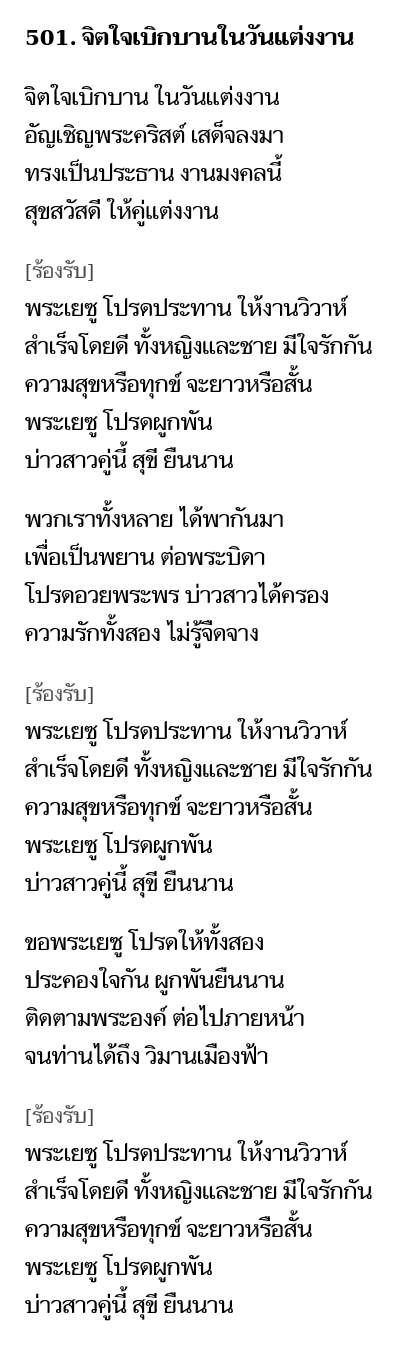 501. จิตใจเบิกบานในวันแต่งงาน
จิตใจเบิกบาน ในวันแต่งงาน
อัญเชิญพระคริสต์ เสด็จลงมา
ทรงเป็นประธาน งานมงคลนี้
สุขสวัสดี ให้คู่แต่งงาน
[ร้องรับ]
พระเยซู โปรดประทาน ให้งานวิวาห์
สำเร็จโดยดี ทั้งหญิงและชาย มีใจรักกัน
ความสุขหรือทุกข์ จะยาวหรือสั้น
พระเยซู โปรดผูกพัน
บ่าวสาวคู่นี้ สุขี ยืนนาน
พวกเราทั้งหลาย ได้พากันมา
เพื่อเป็นพยาน ต่อพระบิดา
โปรดอวยพระพร บ่าวสาวได้ครอง
ความรักทั้งสอง ไม่รู้จืดจาง
[ร้องรับ]
พระเยซู โปรดประทาน ให้งานวิวาห์
สำเร็จโดยดี ทั้งหญิงและชาย มีใจรักกัน
ความสุขหรือทุกข์ จะยาวหรือสั้น
พระเยซู โปรดผูกพัน
บ่าวสาวคู่นี้ สุขี ยืนนาน
ขอพระเยซู โปรดให้ทั้งสอง
ประคองใจกัน ผูกพันยืนนาน
ติดตามพระองค์ ต่อไปภายหน้า
จนท่านได้ถึง วิมานเมืองฟ้า
[ร้องรับ]
พระเยซู โปรดประทาน ให้งานวิวาห์
สำเร็จโดยดี ทั้งหญิงและชาย มีใจรักกัน
ความสุขหรือทุกข์ จะยาวหรือสั้น
พระเยซู โปรดผูกพัน
บ่าวสาวคู่นี้ สุขี ยืนนาน